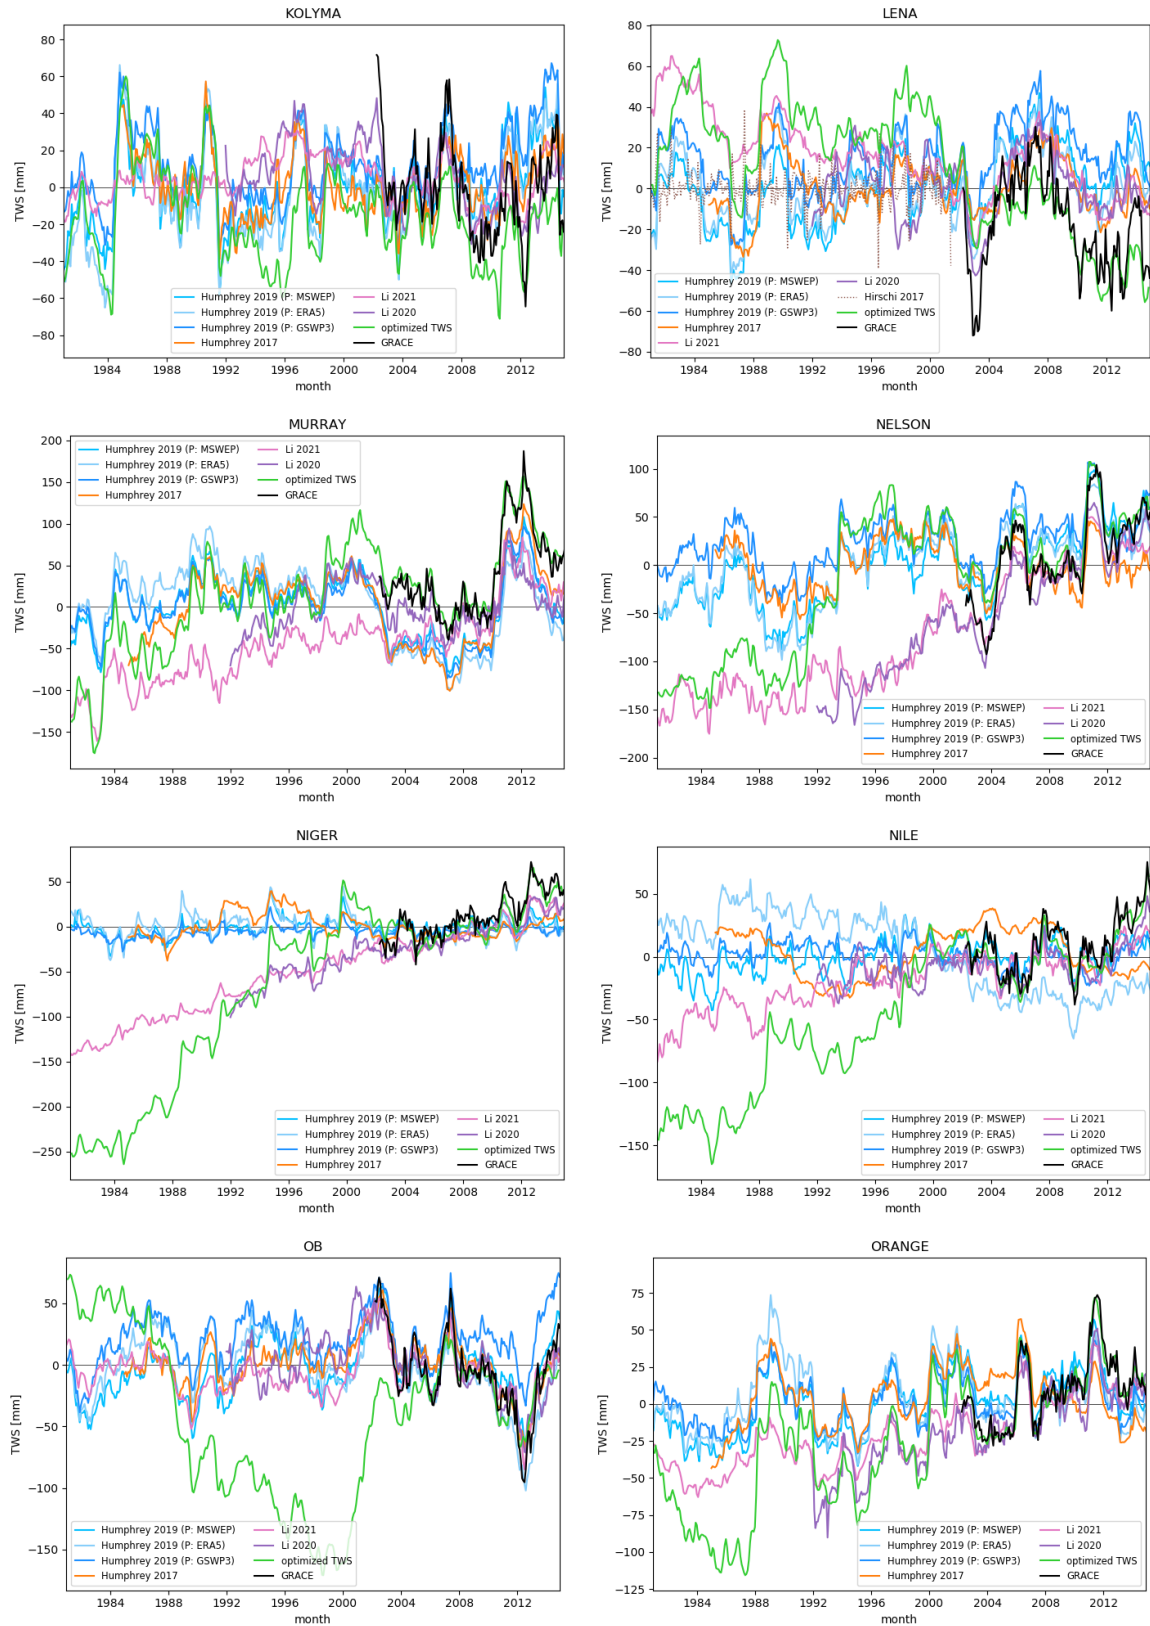 KOLYMA
80
60
40
20
0
−20
−40
−60
−80
TWS [mm]
1984 1988 1992 1996 2000 2004 2008 2012
month
Humphrey 2019 (P: MSWEP)
Humphrey 2019 (P: ERA5)
Humphrey 2019 (P: GSWP3)
Humphrey 2017
Li 2021
Li 2020
optimized TWS
GRACE
LENA
80
60
40
20
0
−20
−40
−60
−80
TWS [mm]
1984 1988 1992 1996 2000 2004 2008 2012
month
Humphrey 2019 (P: MSWEP)
Humphrey 2019 (P: ERA5)
Humphrey 2019 (P: GSWP3)
Humphrey 2017
Li 2021
Li 2020
Hirschi 2017
optimized TWS
GRACE
MURRAY
200
150
100
50
0
−50
−100
−150
TWS [mm]
1984 1988 1992 1996 2000 2004 2008 2012
month
Humphrey 2019 (P: MSWEP)
Humphrey 2019 (P: ERA5)
Humphrey 2019 (P: GSWP3)
Humphrey 2017
Li 2021
Li 2020
optimized TWS
GRACE
NELSON
100
50
0
−50
−100
−150
−200
TWS [mm]
1984 1988 1992 1996 2000 2004 2008 2012
month
Humphrey 2019 (P: MSWEP)
Humphrey 2019 (P: ERA5)
Humphrey 2019 (P: GSWP3)
Humphrey 2017
Li 2021
Li 2020
optimized TWS
GRACE
NIGER
50
0
−50
−100
−150
−200
−250
TWS [mm]
1984 1988 1992 1996 2000 2004 2008 2012
month
Humphrey 2019 (P: MSWEP)
Humphrey 2019 (P: ERA5)
Humphrey 2019 (P: GSWP3)
Humphrey 2017
Li 2021
Li 2020
optimized TWS
GRACE
NILE
50
0
−50
−100
−150
TWS [mm]
1984 1988 1992 1996 2000 2004 2008 2012
month
Humphrey 2019 (P: MSWEP)
Humphrey 2019 (P: ERA5)
Humphrey 2019 (P: GSWP3)
Humphrey 2017
Li 2021
Li 2020
optimized TWS
GRACE
OB
50
0
−50
−100
−150
TWS [mm]
1984 1988 1992 1996 2000 2004 2008 2012
month
Humphrey 2019 (P: MSWEP)
Humphrey 2019 (P: ERA5)
Humphrey 2019 (P: GSWP3)
Humphrey 2017
Li 2021
Li 2020
optimized TWS
GRACE
ORANGE
75
50
25
0
−25
−50
−75
−100
−125
TWS [mm]
1984 1988 1992 1996 2000 2004 2008 2012
month
Humphrey 2019 (P: MSWEP)
Humphrey 2019 (P: ERA5)
Humphrey 2019 (P: GSWP3)
Humphrey 2017
Li 2021
Li 2020
optimized TWS
GRACE